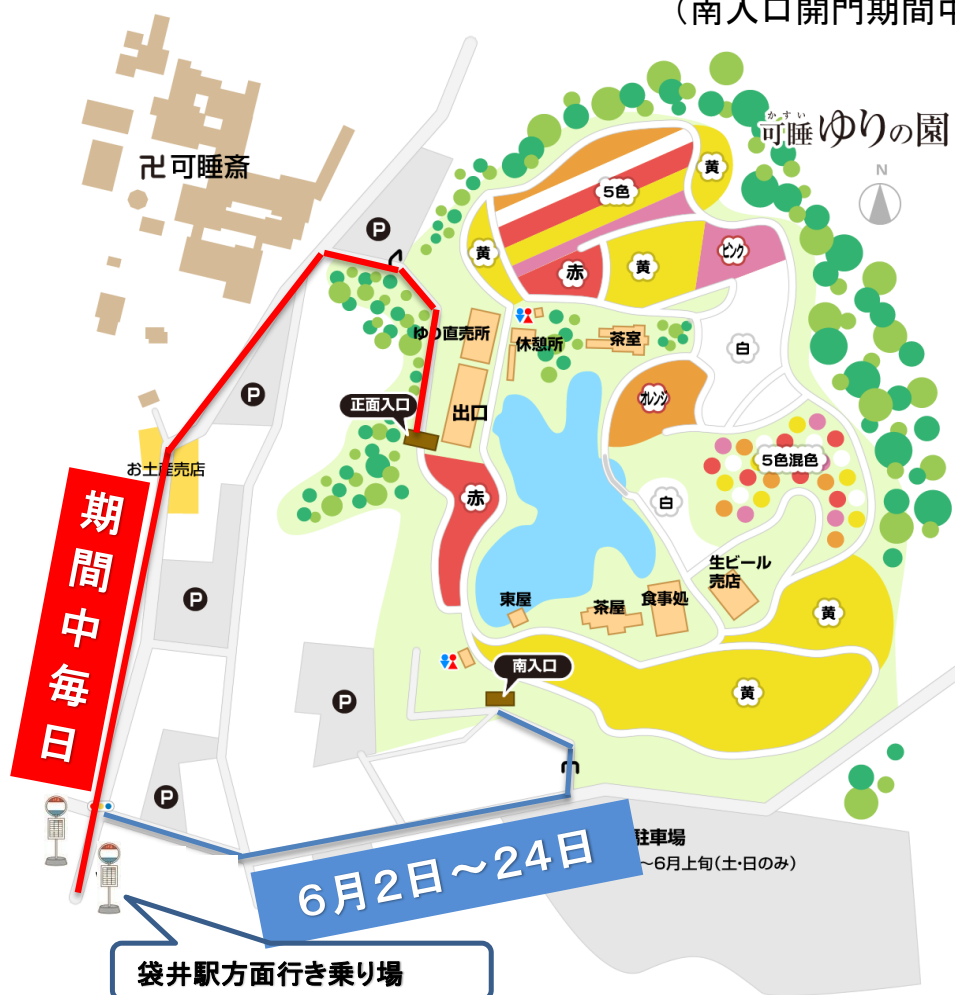 （南入口開門期間中
かすい
可睡ゆりの園
N
卍可睡斎
P
5色
黄
黄
赤
黄
ピンク
ゆり直売所
休憩所
茶室
白
P
正面入口
出口
オレンジ
お土産売店
5色混色
赤
白
期間中毎日
生ビール
売店
P
東屋
茶屋
食事処
黄
南入口
黄
P
P
駐車場
～6月上旬(土・日のみ)
6月2日～24日
袋井駅方面行き乗り場